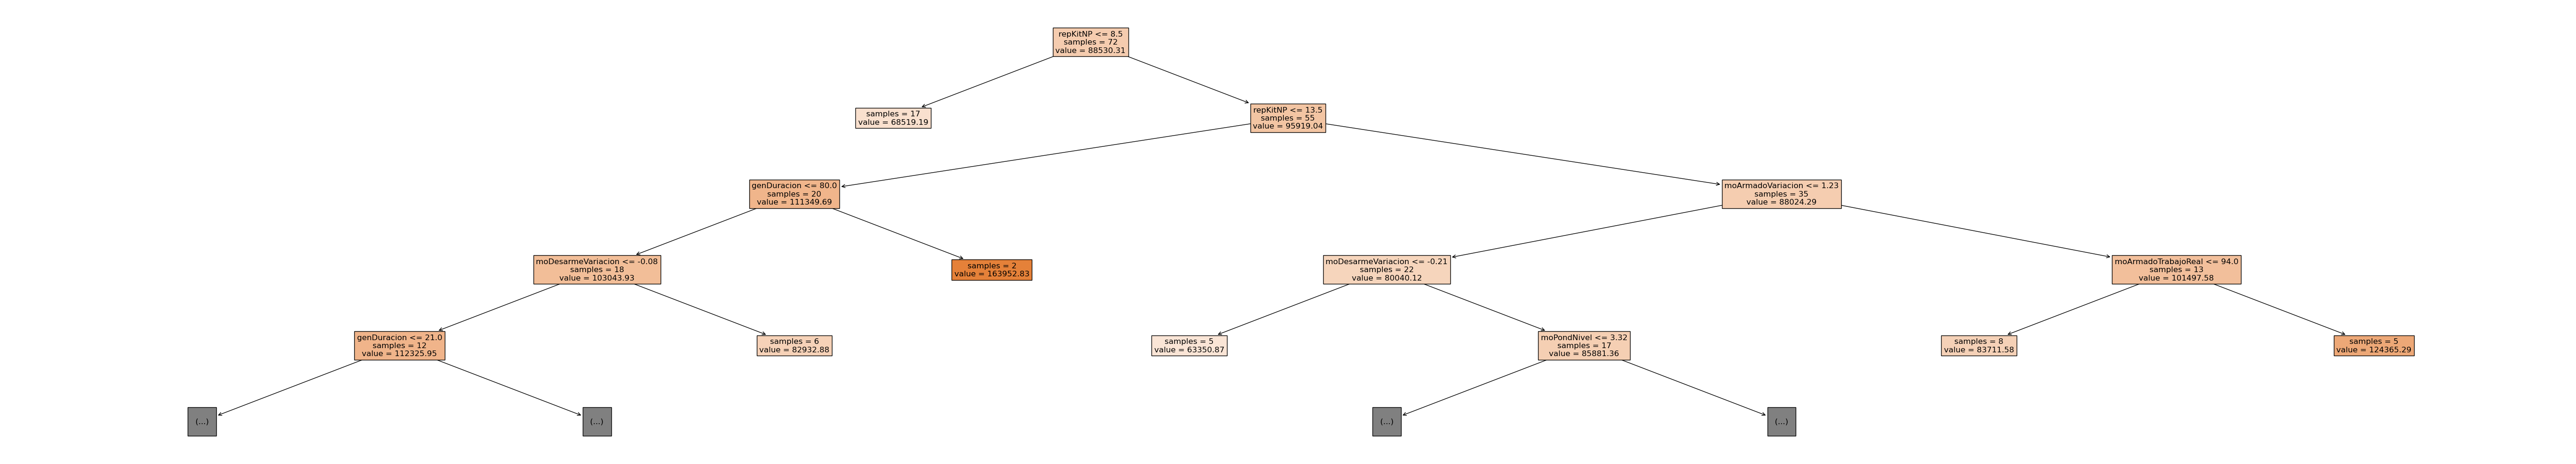 repKitNP <= 8.5
samples = 72
value = 88530.31
samples = 17
value = 68519.19
repKitNP <= 13.5
samples = 55
value = 95919.04
genDuracion <= 80.0
samples = 20
value = 111349.69
moArmadoVariacion <= 1.23
samples = 35
value = 88024.29
moDesarmeVariacion <= -0.08
samples = 18
value = 103043.93
samples = 2
value = 163952.83
moDesarmeVariacion <= -0.21
samples = 22
value = 80040.12
moArmadoTrabajoReal <= 94.0
samples = 13
value = 101497.58
genDuracion <= 21.0
samples = 12
value = 112325.95
samples = 6
value = 82932.88
samples = 5
value = 63350.87
moPondNivel <= 3.32
samples = 17
value = 85881.36
samples = 8
value = 83711.58
samples = 5
value = 124365.29
(...)
(...)
(...)
(...)